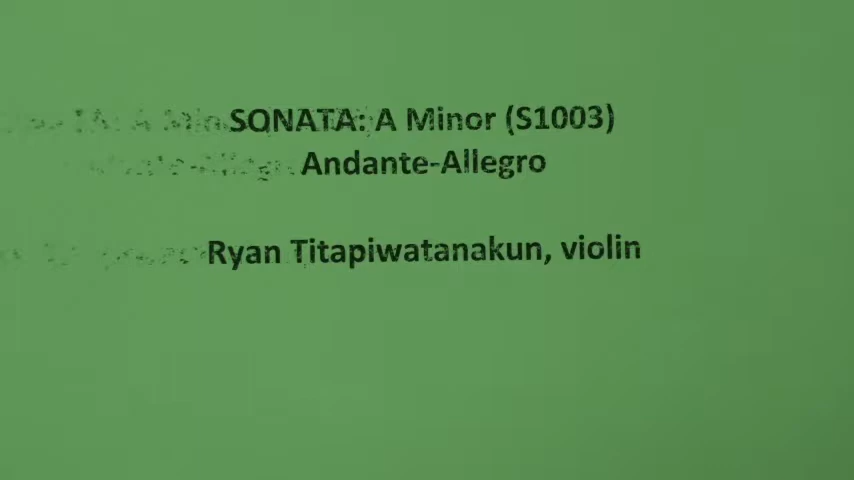 SONATA: A Minor (S1003)
Andante-Allegro
Ryan Titapiwatanakun, violin